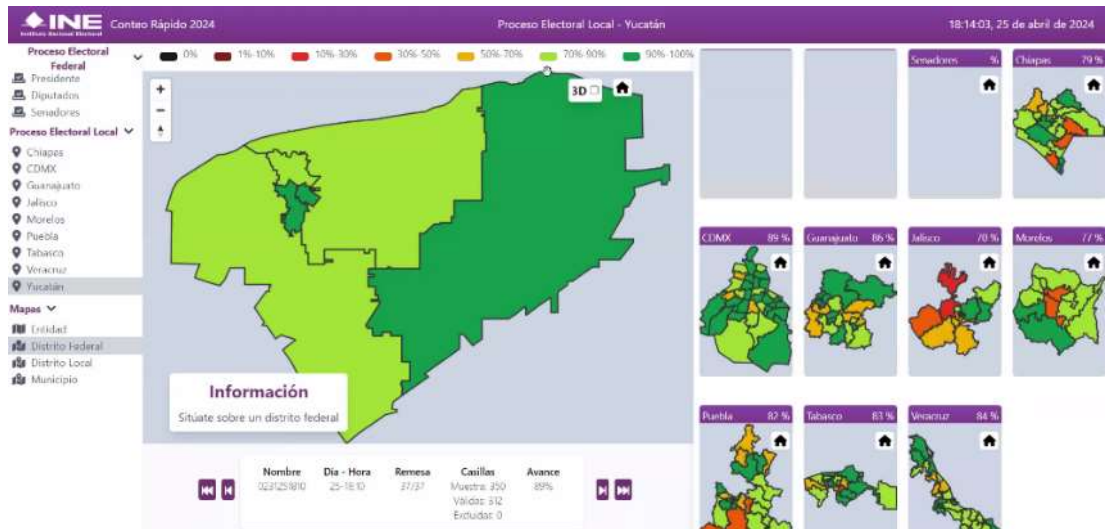 INE
Instituto Nacional Electoral
Conteo Rápido 2024
Proceso Electoral Local - Yucatán
18:14:03, 25 de abril de 2024
Proceso Electoral
Federal
Presidente
Diputados
Senadores
Proceso Electoral Local
Chiapas
CDMX
Guanajuato
Jalisco
Morelos
Puebla
Tabasco
Veracruz
Yucatán
Mapas
Entidad
Distrito Federal
Distrito Local
Municipio
0%
1%-10%
10%-30%
30%-50%
50%-70%
70%-90%
90%-100%
3D
Información
Sitúate sobre un distrito federal
Nombre Día - Hora Remesa Casillas Avance
0231251810 25-18:10 37/37 Muestra: 350 89%
Válidas: 312
Excluidas: 0
Senadores %
Chiapas 79 %
CDMX 89 %
Guanajuato 86 %
Jalisco 70 %
Morelos 77 %
Puebla 82 %
Tabasco 83 %
Veracruz 84 %